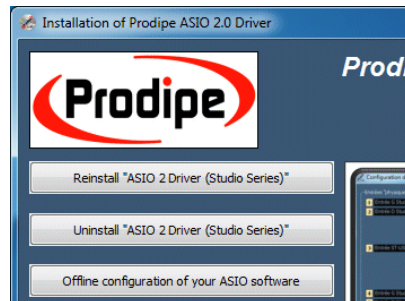 Installation of Prodipe ASIO 2.0 Driver
Prodipe
Reinstall "ASIO 2 Driver (Studio Series)"
Uninstall "ASIO 2 Driver (Studio Series)"
Offline configuration of your ASIO software